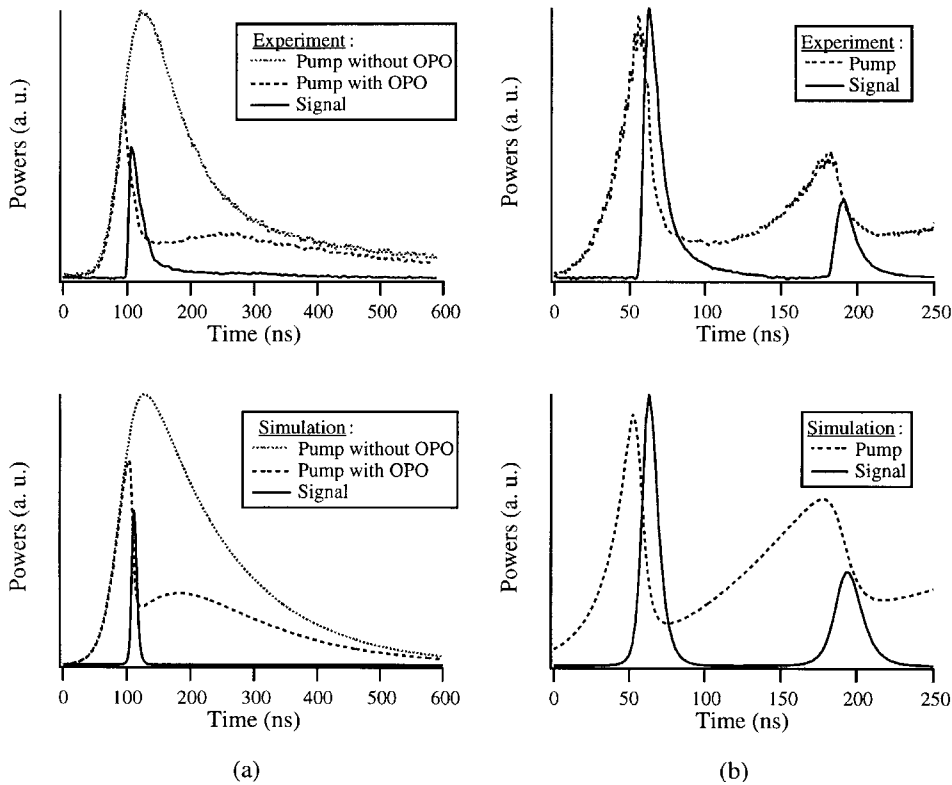 Powers (a. u.)
Experiment :
Pump without OPO
Pump with OPO
Signal
0 100 200 300 400 500 600
Time (ns)
Powers (a. u.)
Experiment :
Pump
Signal
0 50 100 150 200 250
Time (ns)
Powers (a. u.)
Simulation :
Pump without OPO
Pump with OPO
Signal
0 100 200 300 400 500 600
Time (ns)
Powers (a. u.)
Simulation :
Pump
Signal
0 50 100 150 200 250
Time (ns)
(a)
(b)